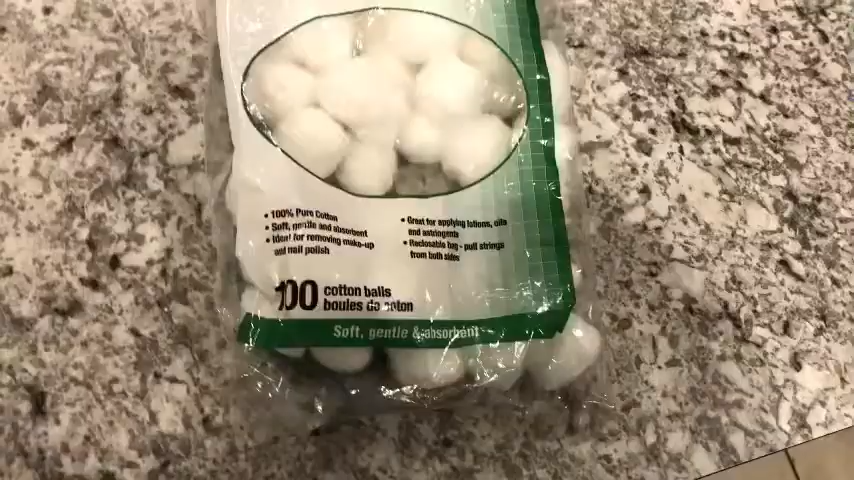 • 100% Pure Cotton
• Soft, gentle and absorbent
• Ideal for removing make-up
and nail polish
• Great for applying lotions, oils
and astringents
• Reclosable bag - pull strings
from both sides
100 cotton balls
boules de coton
Soft, gentle & absorbent